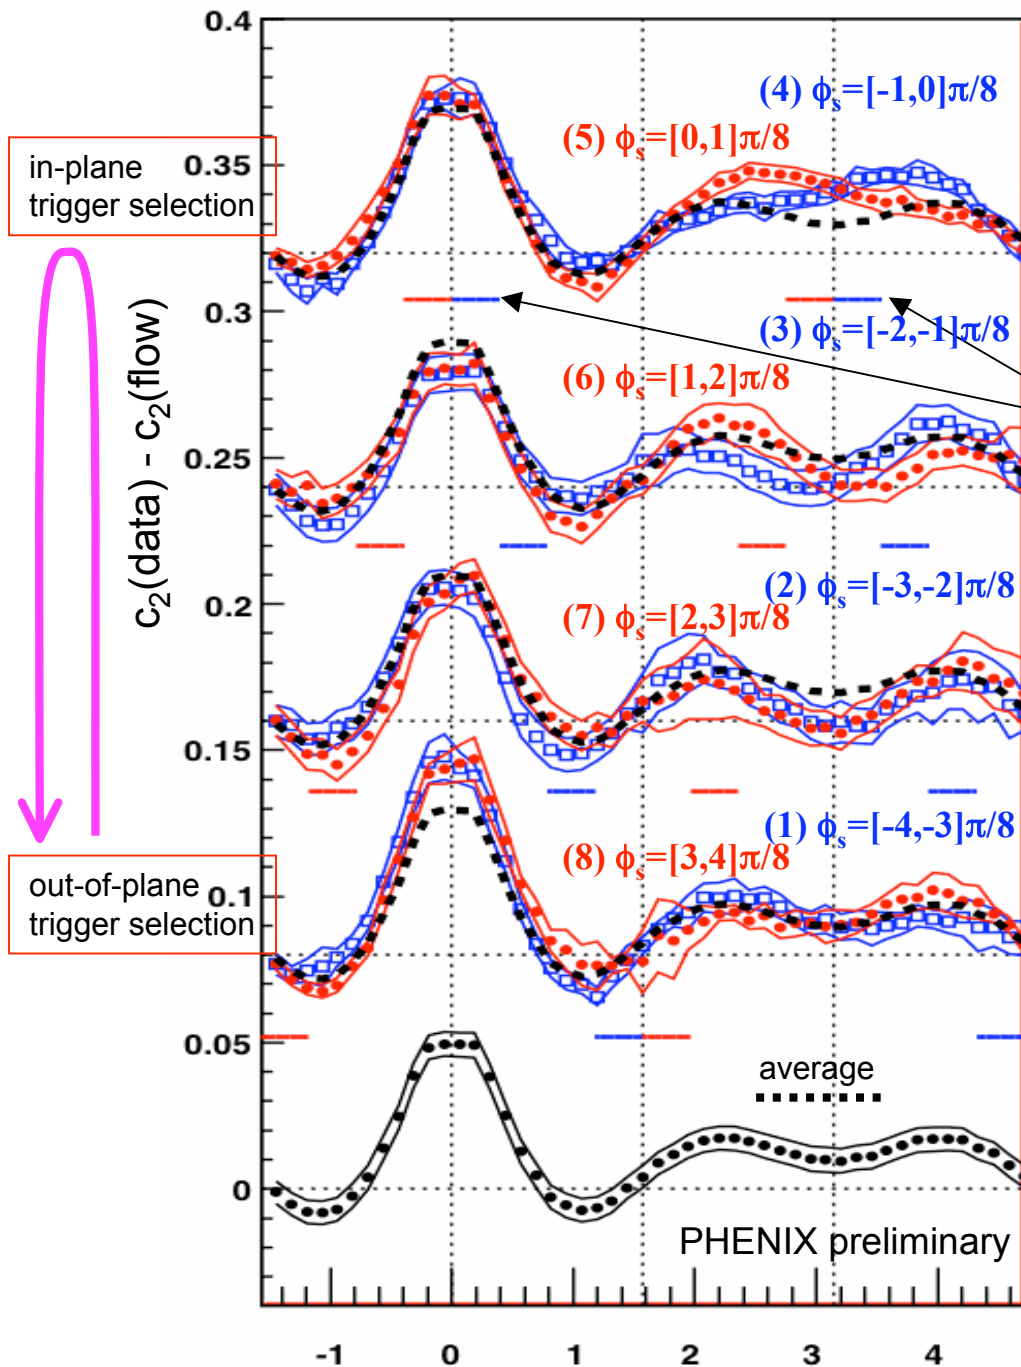 0.4
(4) ϕs=[-1,0]π/8
(5) ϕs=[0,1]π/8
in-plane
trigger selection
0.35
0.3
(3) ϕs=[-2,-1]π/8
(6) ϕs=[1,2]π/8
c2(data) - c2(flow)
0.25
0.2
(2) ϕs=[-3,-2]π/8
(7) ϕs=[2,3]π/8
0.15
(1) ϕs=[-4,-3]π/8
(8) ϕs=[3,4]π/8
out-of-plane
trigger selection
0.1
0.05
average
0
PHENIX preliminary
-1 0 1 2 3 4